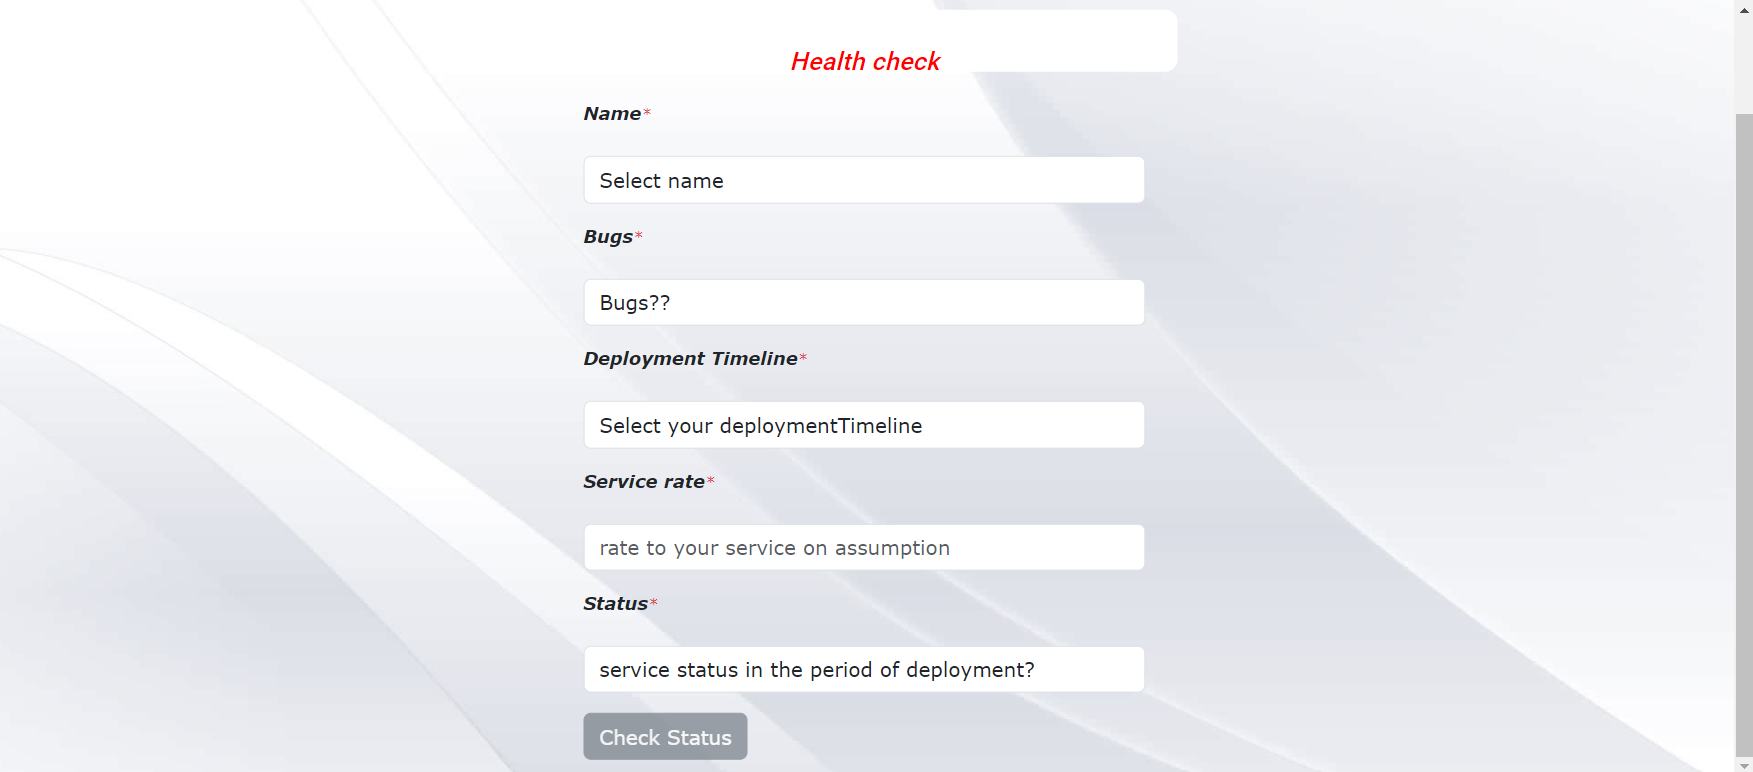 Health check
Name*
Select name
Bugs*
Bugs??
Deployment Timeline*
Select your deploymentTimeline
Service rate*
rate to your service on assumption
Status*
service status in the period of deployment?
Check Status